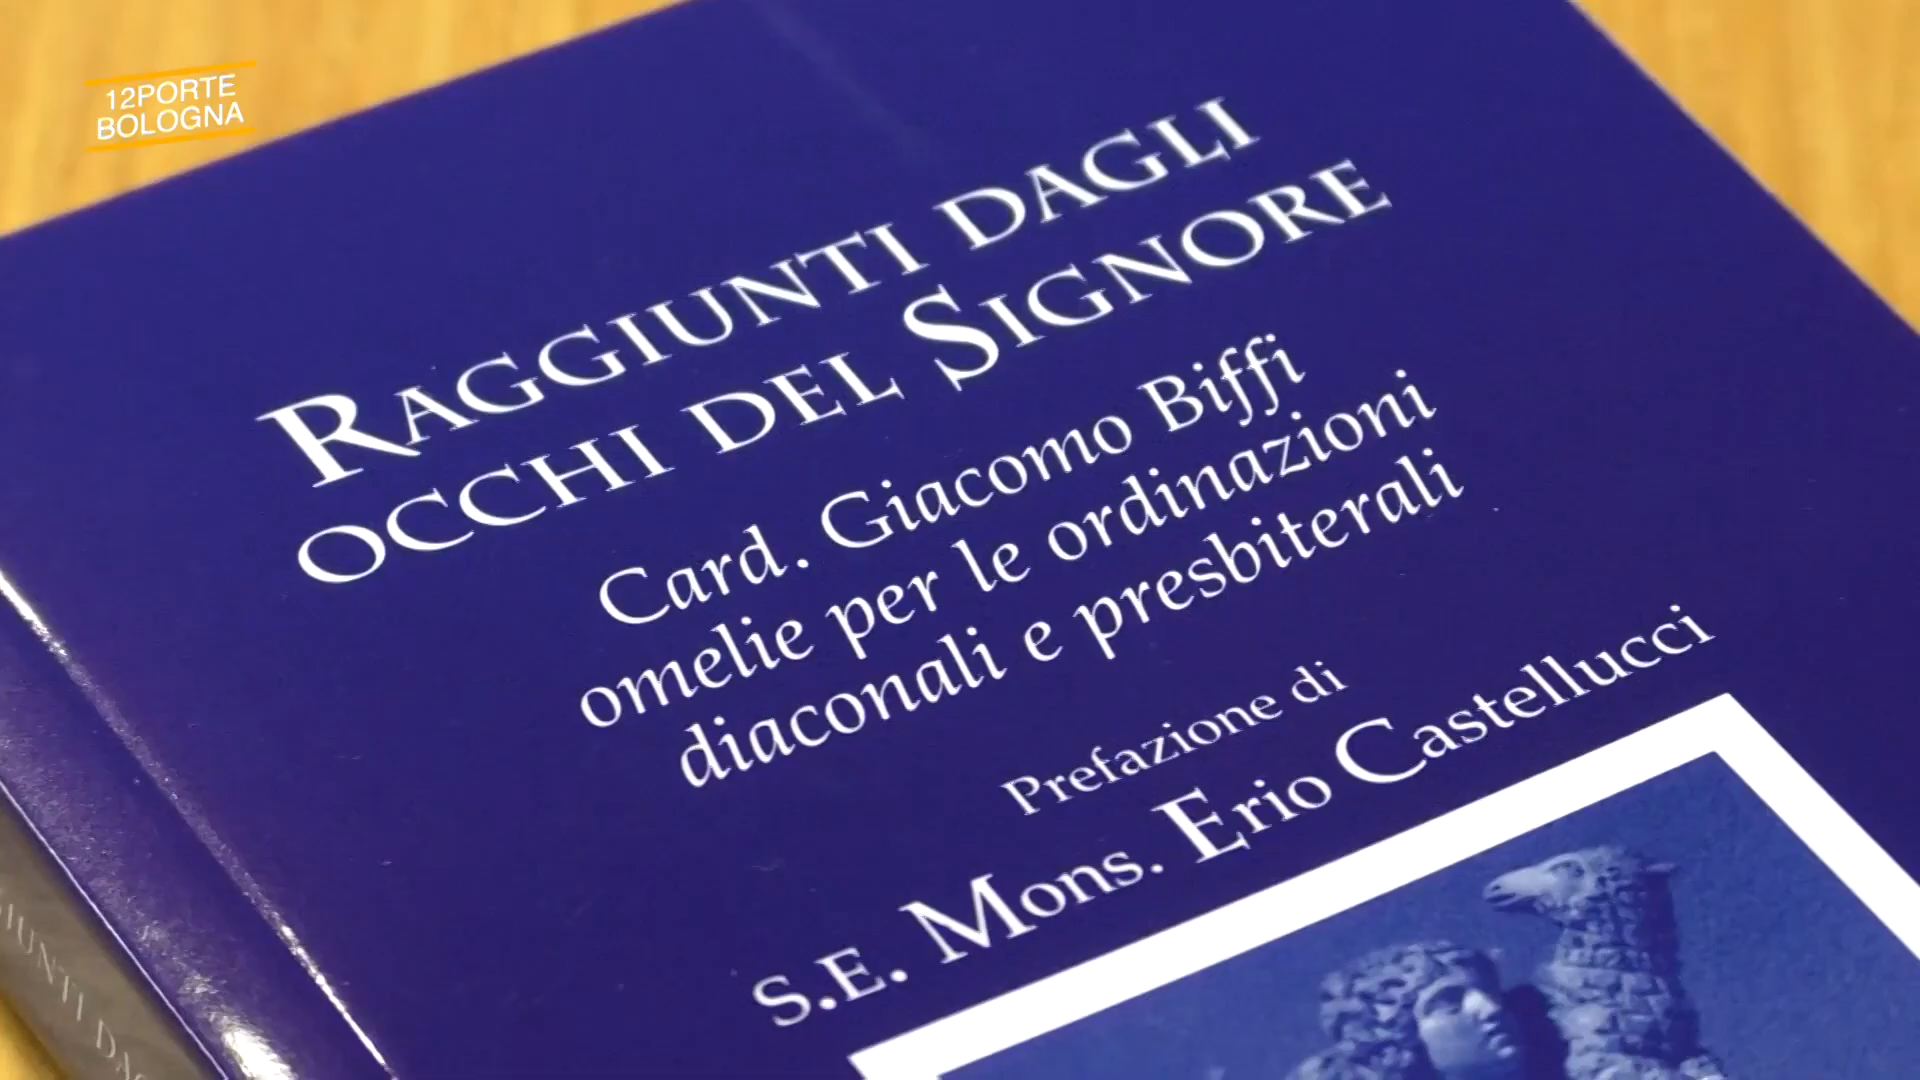 12PORTE
BOLOGNA
RAGGIUNTI DAGLI
OCCHI DEL SIGNORE
Card. Giacomo Biffi
omelie per le ordinazioni
diaconali e presbiterali
Prefazione di
S.E. Mons. Erio Castellucci